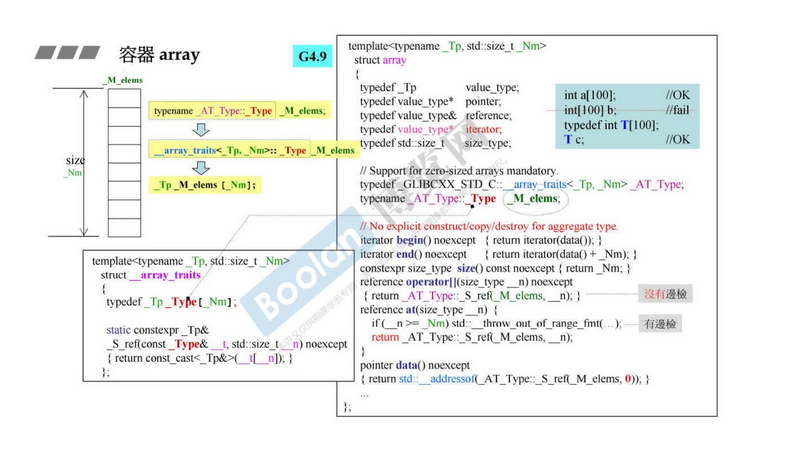 容器 array
G4.9
_M_elems
size
_Nm
typename _AT_Type::_Type _M_elems;
__array_traits<_Tp, _Nm>:: _Type _M_elems
_Tp _M_elems [_Nm];
template<typename _Tp, std::size_t _Nm>
struct __array_traits
{
typedef _Tp _Type[_Nm];
static constexpr _Tp&
_S_ref(const _Type& __t, std::size_t __n) noexcept
{ return const_cast<_Tp&>(__t[__n]); }
};
template<typename _Tp, std::size_t _Nm>
struct array
{
typedef _Tp value_type;
typedef value_type* pointer;
typedef value_type& reference;
typedef value_type* iterator;
typedef std::size_t size_type;
// Support for zero-sized arrays mandatory.
typedef _GLIBCXX_STD_C::__array_traits<_Tp, _Nm> _AT_Type;
typename _AT_Type::_Type _M_elems;
// No explicit construct/copy/destroy for aggregate type.
iterator begin() noexcept { return iterator(data()); }
iterator end() noexcept { return iterator(data() + _Nm); }
constexpr size_type size() const noexcept { return _Nm; }
reference operator[](size_type __n) noexcept
{ return _AT_Type::_S_ref(_M_elems, __n); }
reference at(size_type __n) {
if (__n >= _Nm) std::__throw_out_of_range_fmt(…);
return _AT_Type::_S_ref(_M_elems, __n);
}
pointer data() noexcept
{ return std::__addressof(_AT_Type::_S_ref(_M_elems, 0)); }
...
};
int a[100]; //OK
int[100] b; //fail
typedef int T[100];
T c; //OK
沒有邊檢
有邊檢
Boolan 博览网